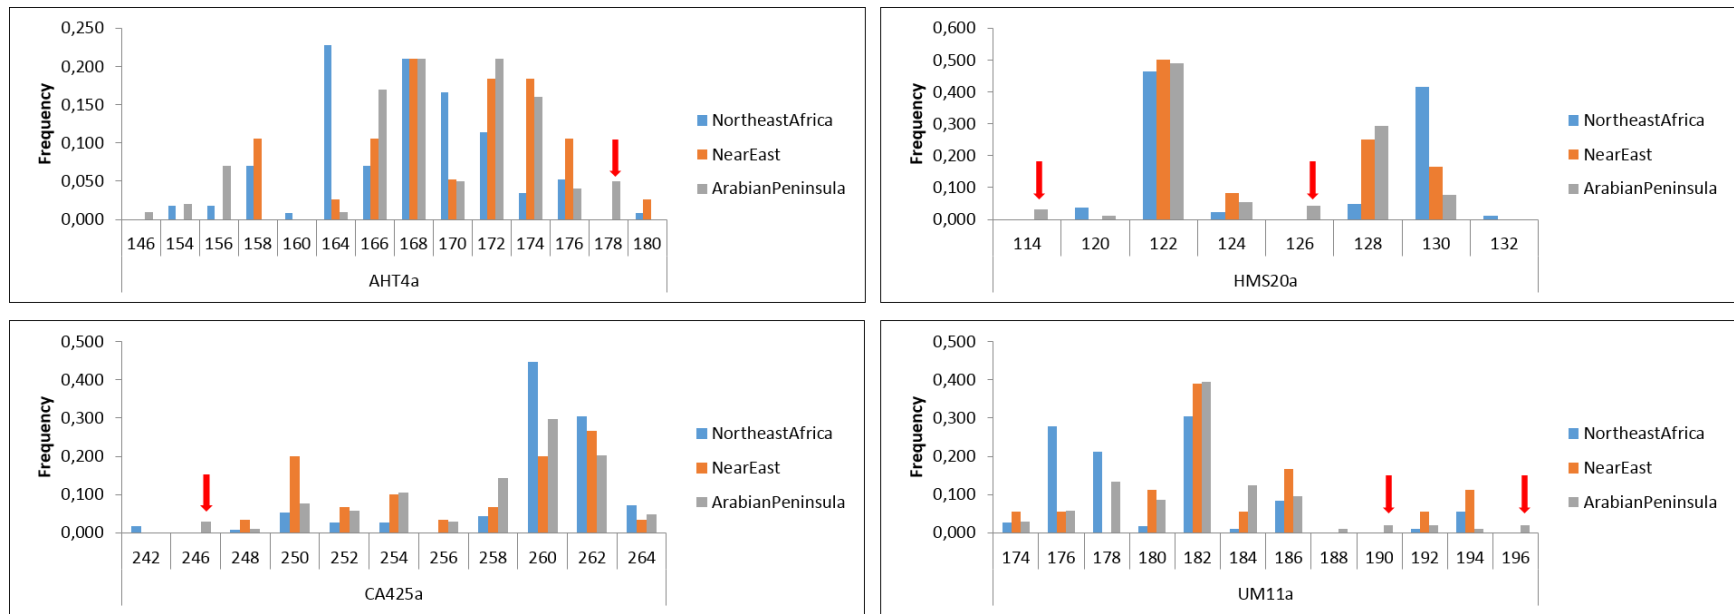 0,250
0,200
0,150
0,100
0,050
0,000
Frequency
146 154 156 158 160 164 166 168 170 172 174 176 178 180
AHT4a
NortheastAfrica
NearEast
ArabianPeninsula
0,600
0,500
0,400
0,300
0,200
0,100
0,000
Frequency
114 120 122 124 126 128 130 132
HMS20a
NortheastAfrica
NearEast
ArabianPeninsula
0,500
0,400
0,300
0,200
0,100
0,000
Frequency
242 246 248 250 252 254 256 258 260 262 264
CA425a
NortheastAfrica
NearEast
ArabianPeninsula
0,500
0,400
0,300
0,200
0,100
0,000
Frequency
174 176 178 180 182 184 186 188 190 192 194 196
UM11a
NortheastAfrica
NearEast
ArabianPeninsula